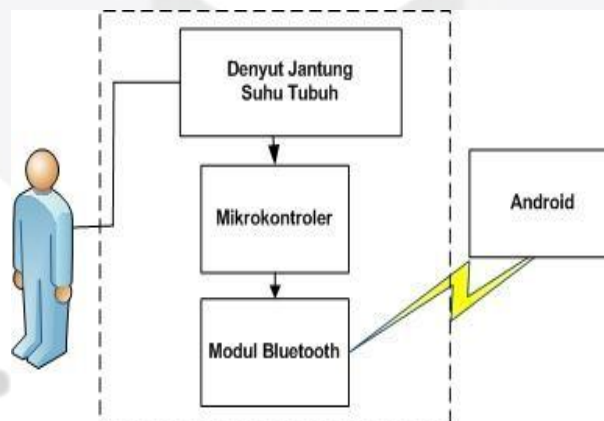 Denyut Jantung
Suhu Tubuh
Mikrokontroler
Modul Bluetooth
Android